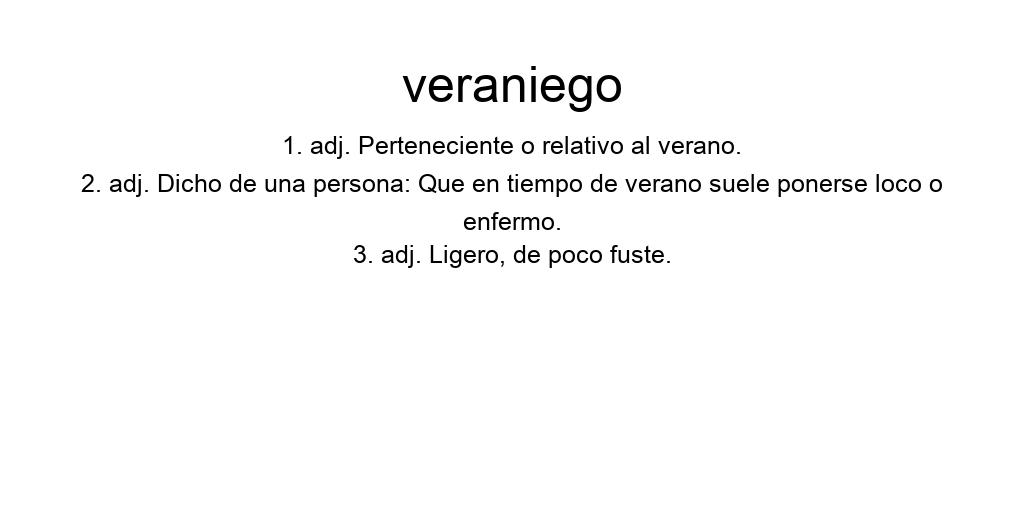 veraniego
1. adj. Perteneciente o relativo al verano.
2. adj. Dicho de una persona: Que en tiempo de verano suele ponerse loco o
enfermo.
3. adj. Ligero, de poco fuste.